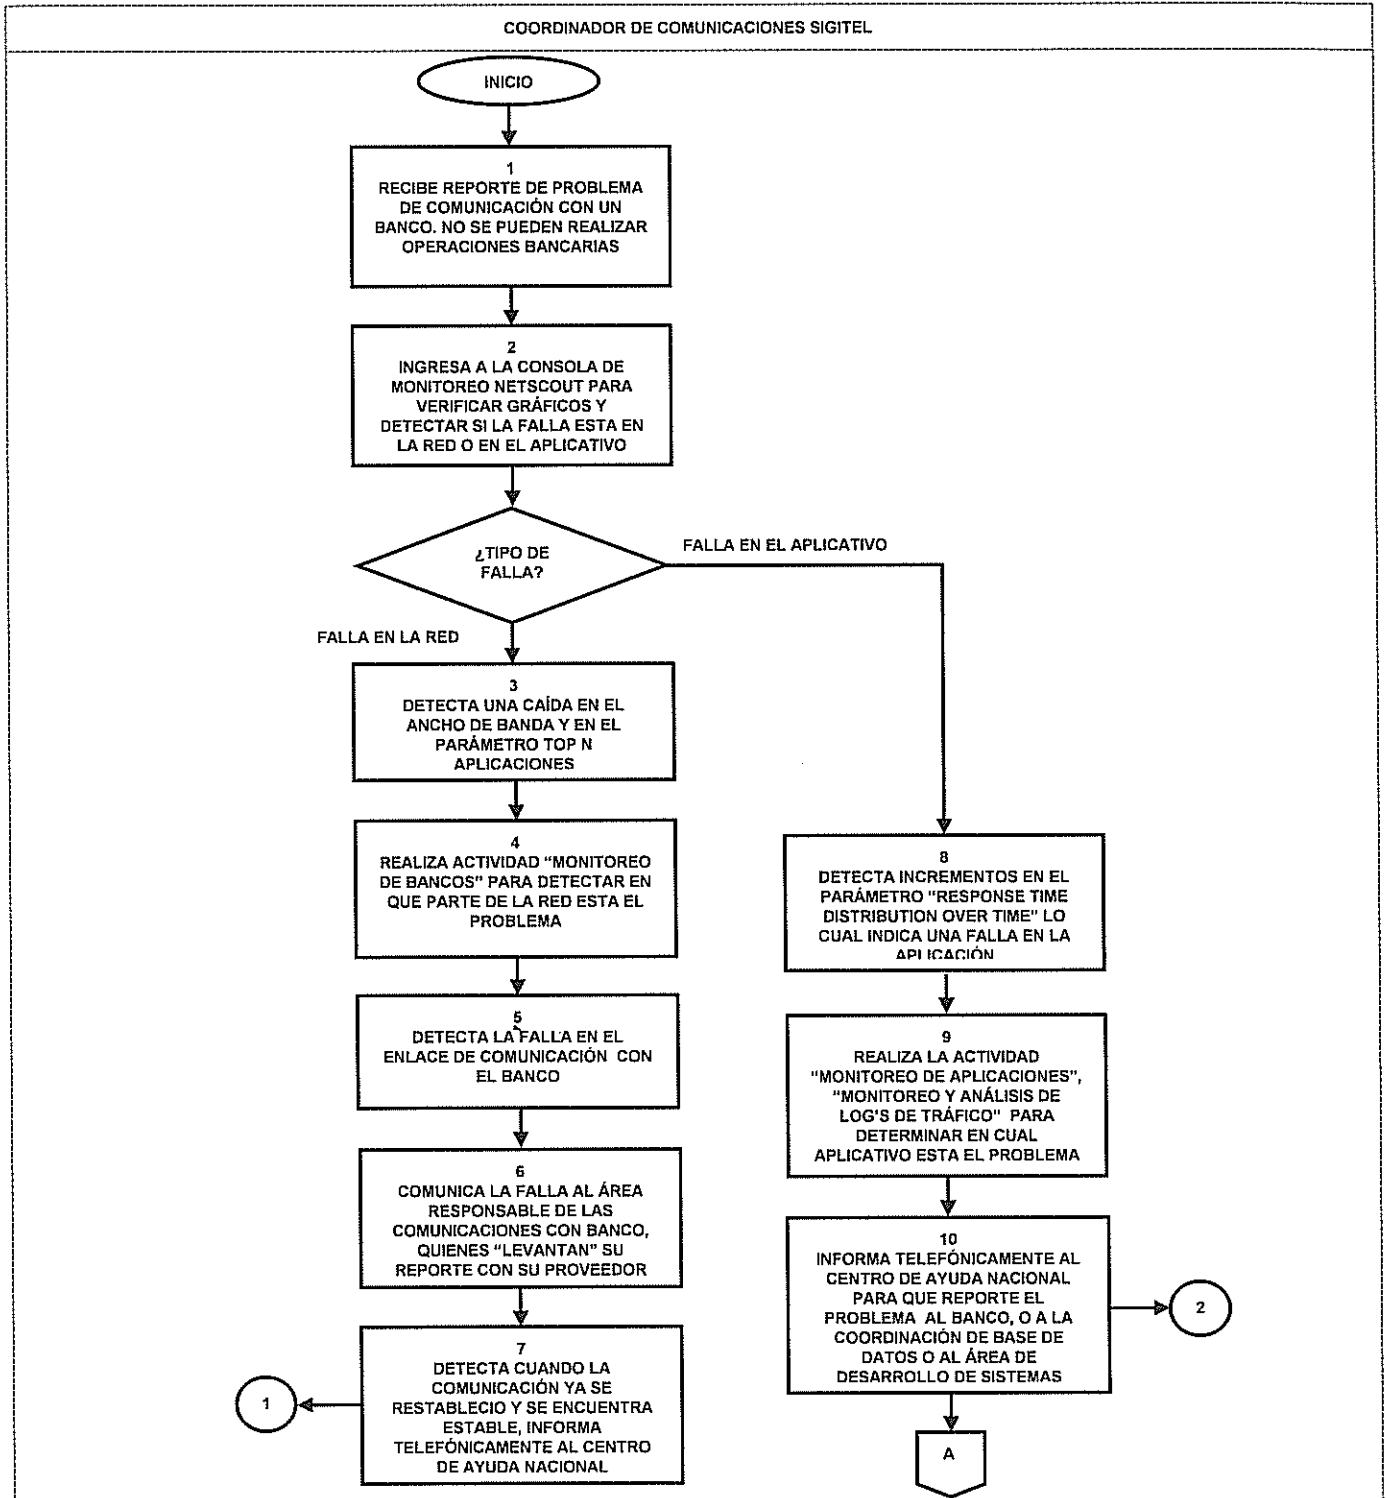 COORDINADOR DE COMUNICACIONES SIGITEL
INICIO
1
RECIBE REPORTE DE PROBLEMA
DE COMUNICACIÓN CON UN
BANCO. NO SE PUEDEN REALIZAR
OPERACIONES BANCARIAS
2
INGRESA A LA CONSOLA DE
MONITOREO NETSCOUT PARA
VERIFICAR GRÁFICOS Y
DETECTAR SI LA FALLA ESTA EN
LA RED O EN EL APLICATIVO
¿TIPO DE
FALLA?
FALLA EN EL APLICATIVO
FALLA EN LA RED
3
DETECTA UNA CAÍDA EN EL
ANCHO DE BANDA Y EN EL
PARÁMETRO TOP N
APLICACIONES
4
REALIZA ACTIVIDAD “MONITOREO
DE BANCOS” PARA DETECTAR EN
QUE PARTE DE LA RED ESTA EL
PROBLEMA
5
DETECTA LA FALLA EN EL
ENLACE DE COMUNICACIÓN CON
EL BANCO
6
COMUNICA LA FALLA AL ÁREA
RESPONSABLE DE LAS
COMUNICACIONES CON BANCO,
QUIENES “LEVANTAN” SU
REPORTE CON SU PROVEEDOR
7
DETECTA CUANDO LA
COMUNICACIÓN YA SE
RESTABLECIO Y SE ENCUENTRA
ESTABLE, INFORMA
TELEFÓNICAMENTE AL CENTRO
DE AYUDA NACIONAL
1
8
DETECTA INCREMENTOS EN EL
PARÁMETRO “RESPONSE TIME
DISTRIBUTION OVER TIME” LO
CUAL INDICA UNA FALLA EN LA
APLICACIÓN
9
REALIZA LA ACTIVIDAD
“MONITOREO DE APLICACIONES”,
“MONITOREO Y ANÁLISIS DE
LOG'S DE TRÁFICO” PARA
DETERMINAR EN CUAL
APLICATIVO ESTA EL PROBLEMA
10
INFORMA TELEFÓNICAMENTE AL
CENTRO DE AYUDA NACIONAL
PARA QUE REPORTE EL
PROBLEMA AL BANCO, O A LA
COORDINACIÓN DE BASE DE
DATOS O AL ÁREA DE
DESARROLLO DE SISTEMAS
2
A